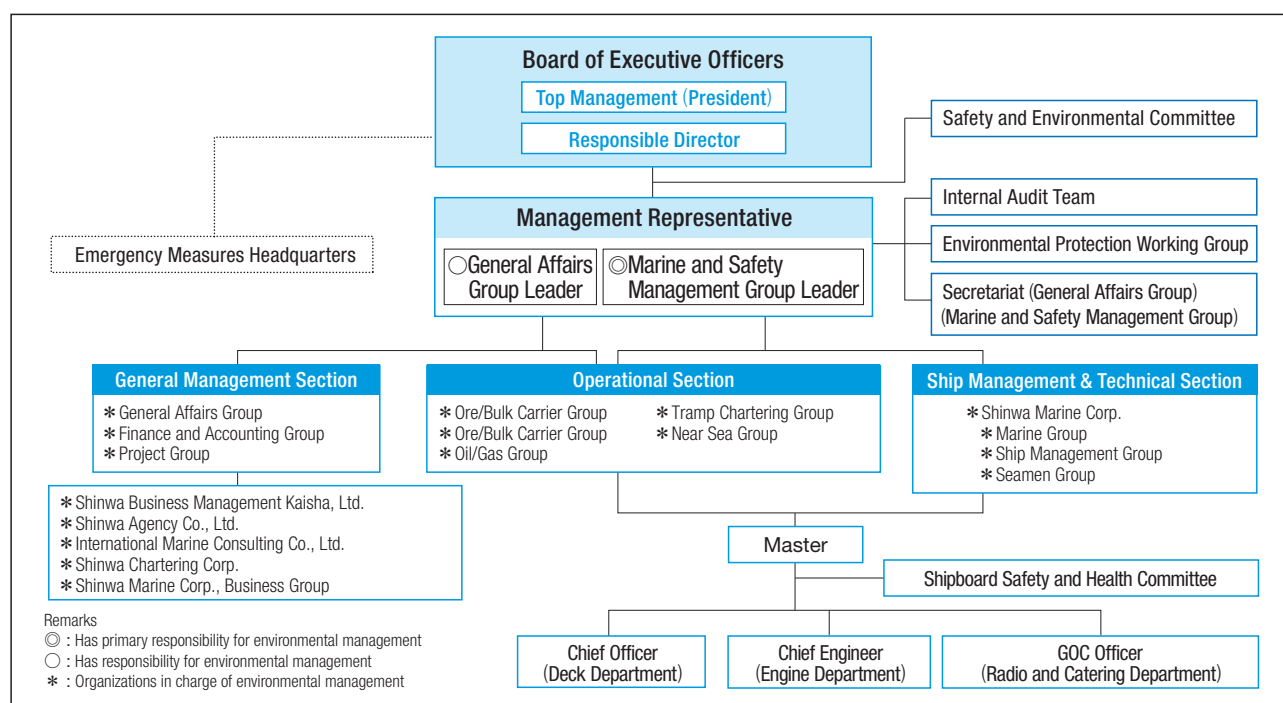 Board of Executive Officers
Top Management (President)
Responsible Director
Safety and Environmental Committee
Management Representative
○General Affairs
Group Leader
◎Marine and Safety
Management Group Leader
Internal Audit Team
Environmental Protection Working Group
Secretariat (General Affairs Group)
(Marine and Safety Management Group)
Emergency Measures Headquarters
General Management Section
＊General Affairs Group
＊Finance and Accounting Group
＊Project Group
Operational Section
＊Ore/Bulk Carrier Group
＊Ore/Bulk Carrier Group
＊Oil/Gas Group
＊Tramp Chartering Group
＊Near Sea Group
Ship Management & Technical Section
＊Shinwa Marine Corp.
＊Marine Group
＊Ship Management Group
＊Seamen Group
＊Shinwa Business Management Kaisha, Ltd.
＊Shinwa Agency Co., Ltd.
＊International Marine Consulting Co., Ltd.
＊Shinwa Chartering Corp.
＊Shinwa Marine Corp., Business Group
Master
Shipboard Safety and Health Committee
Chief Officer
(Deck Department)
Chief Engineer
(Engine Department)
GOC Officer
(Radio and Catering Department)
Remarks
◎ : Has primary responsibility for environmental management
○ : Has responsibility for environmental management
＊ : Organizations in charge of environmental management